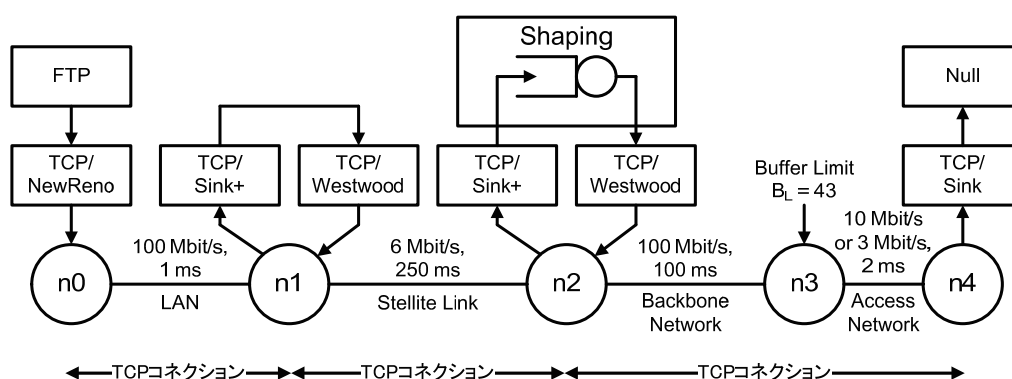 Shaping
FTP
Null
TCP/
NewReno
TCP/
Sink+
TCP/
Westwood
TCP/
Sink+
TCP/
Westwood
Buffer Limit
BL = 43
TCP/
Sink
100 Mbit/s,
1 ms
6 Mbit/s,
250 ms
100 Mbit/s,
100 ms
10 Mbit/s
or 3 Mbit/s,
2 ms
n0
n1
n2
n3
n4
LAN
Stellite Link
Backbone
Network
Access
Network
TCPコネクション
TCPコネクション
TCPコネクション